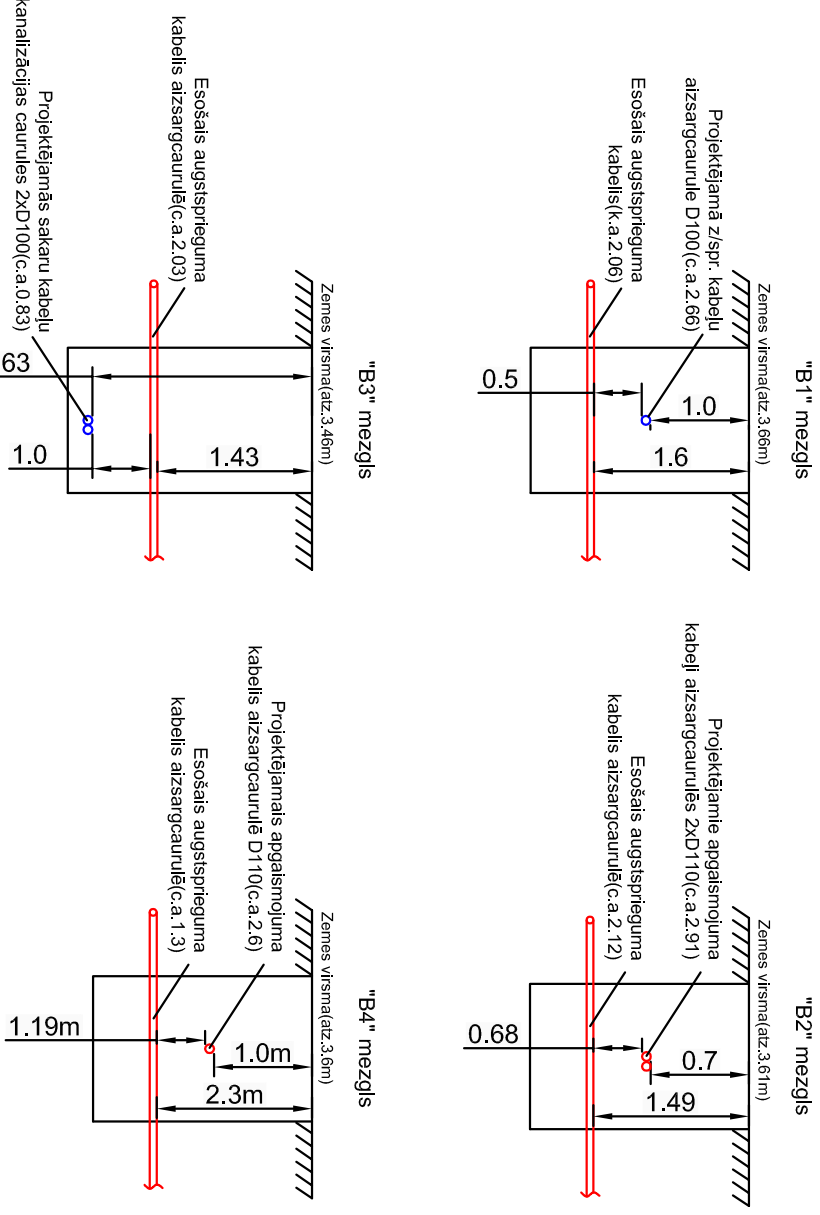 "B1" mezgls
Zemes virsma(atz.3.66m)
Projektējamā z/spr. kabeļu
aizsargcaurule D100(c.a.2.66)
Esošais augstsprieguma
kabelis(k.a.2.06)
1.0
1.6
0.5
"B2" mezgls
Zemes virsma(atz.3.61m)
Projektējamie apgaismojuma
kabeļi aizsargcaurulēs 2xD110(c.a.2.91)
Esošais augstsprieguma
kabelis aizsargcaurulē(c.a.2.12)
0.7
1.49
0.68
"B3" mezgls
Zemes virsma(atz.3.46m)
Esošais augstsprieguma
kabelis aizsargcaurulē(c.a.2.03)
Projektējamās sakaru kabeļu
kanalizācijas caurules 2xD100(c.a.0.83)
1.43
1.0
63
"B4" mezgls
Zemes virsma(atz.3.6m)
Projektējamais apgaismojuma
kabelis aizsargcaurulē D110(c.a.2.6)
Esošais augstsprieguma
kabelis aizsargcaurulē(c.a.1.3)
1.0m
2.3m
1.19m